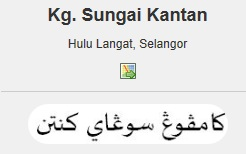 Kg. Sungai Kantan
Hulu Langat, Selangor
كامڤوڠ سوڠاي كنتن